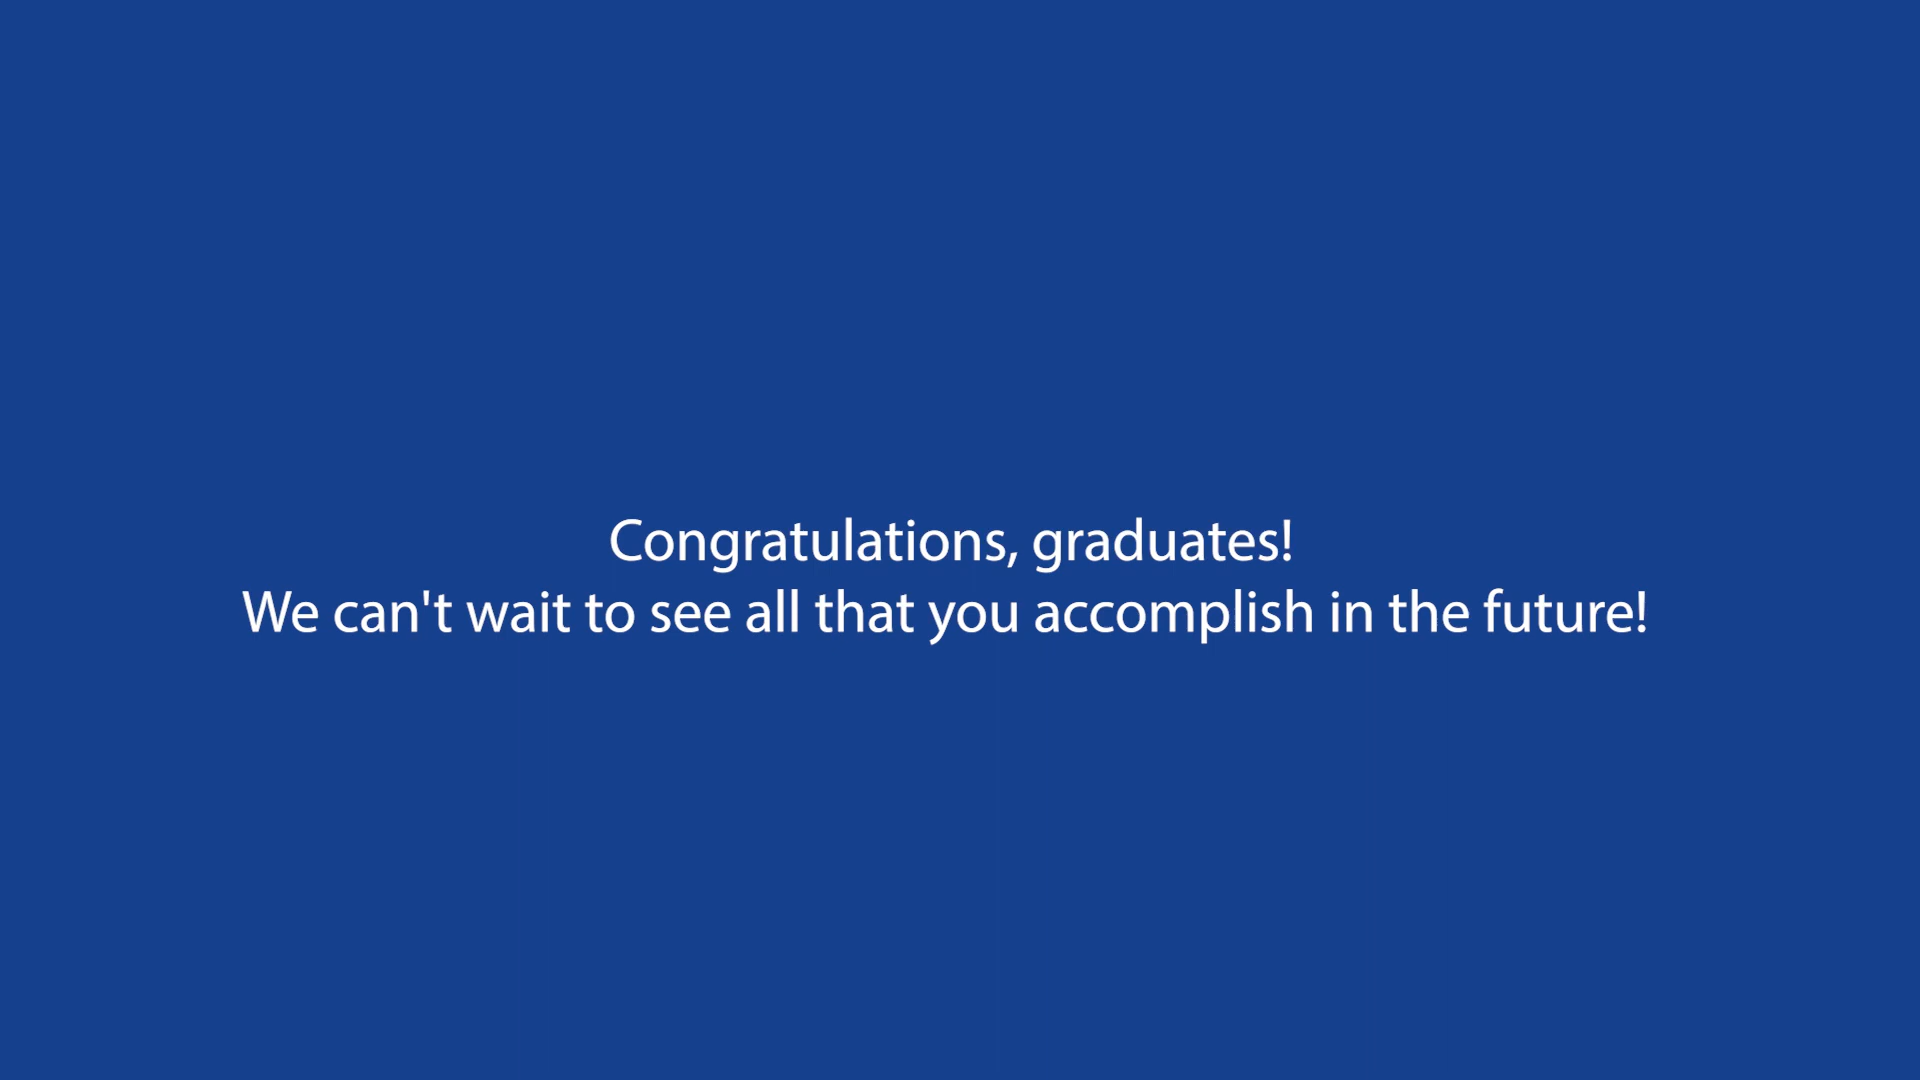 Congratulations, graduates!
We can't wait to see all that you accomplish in the future!